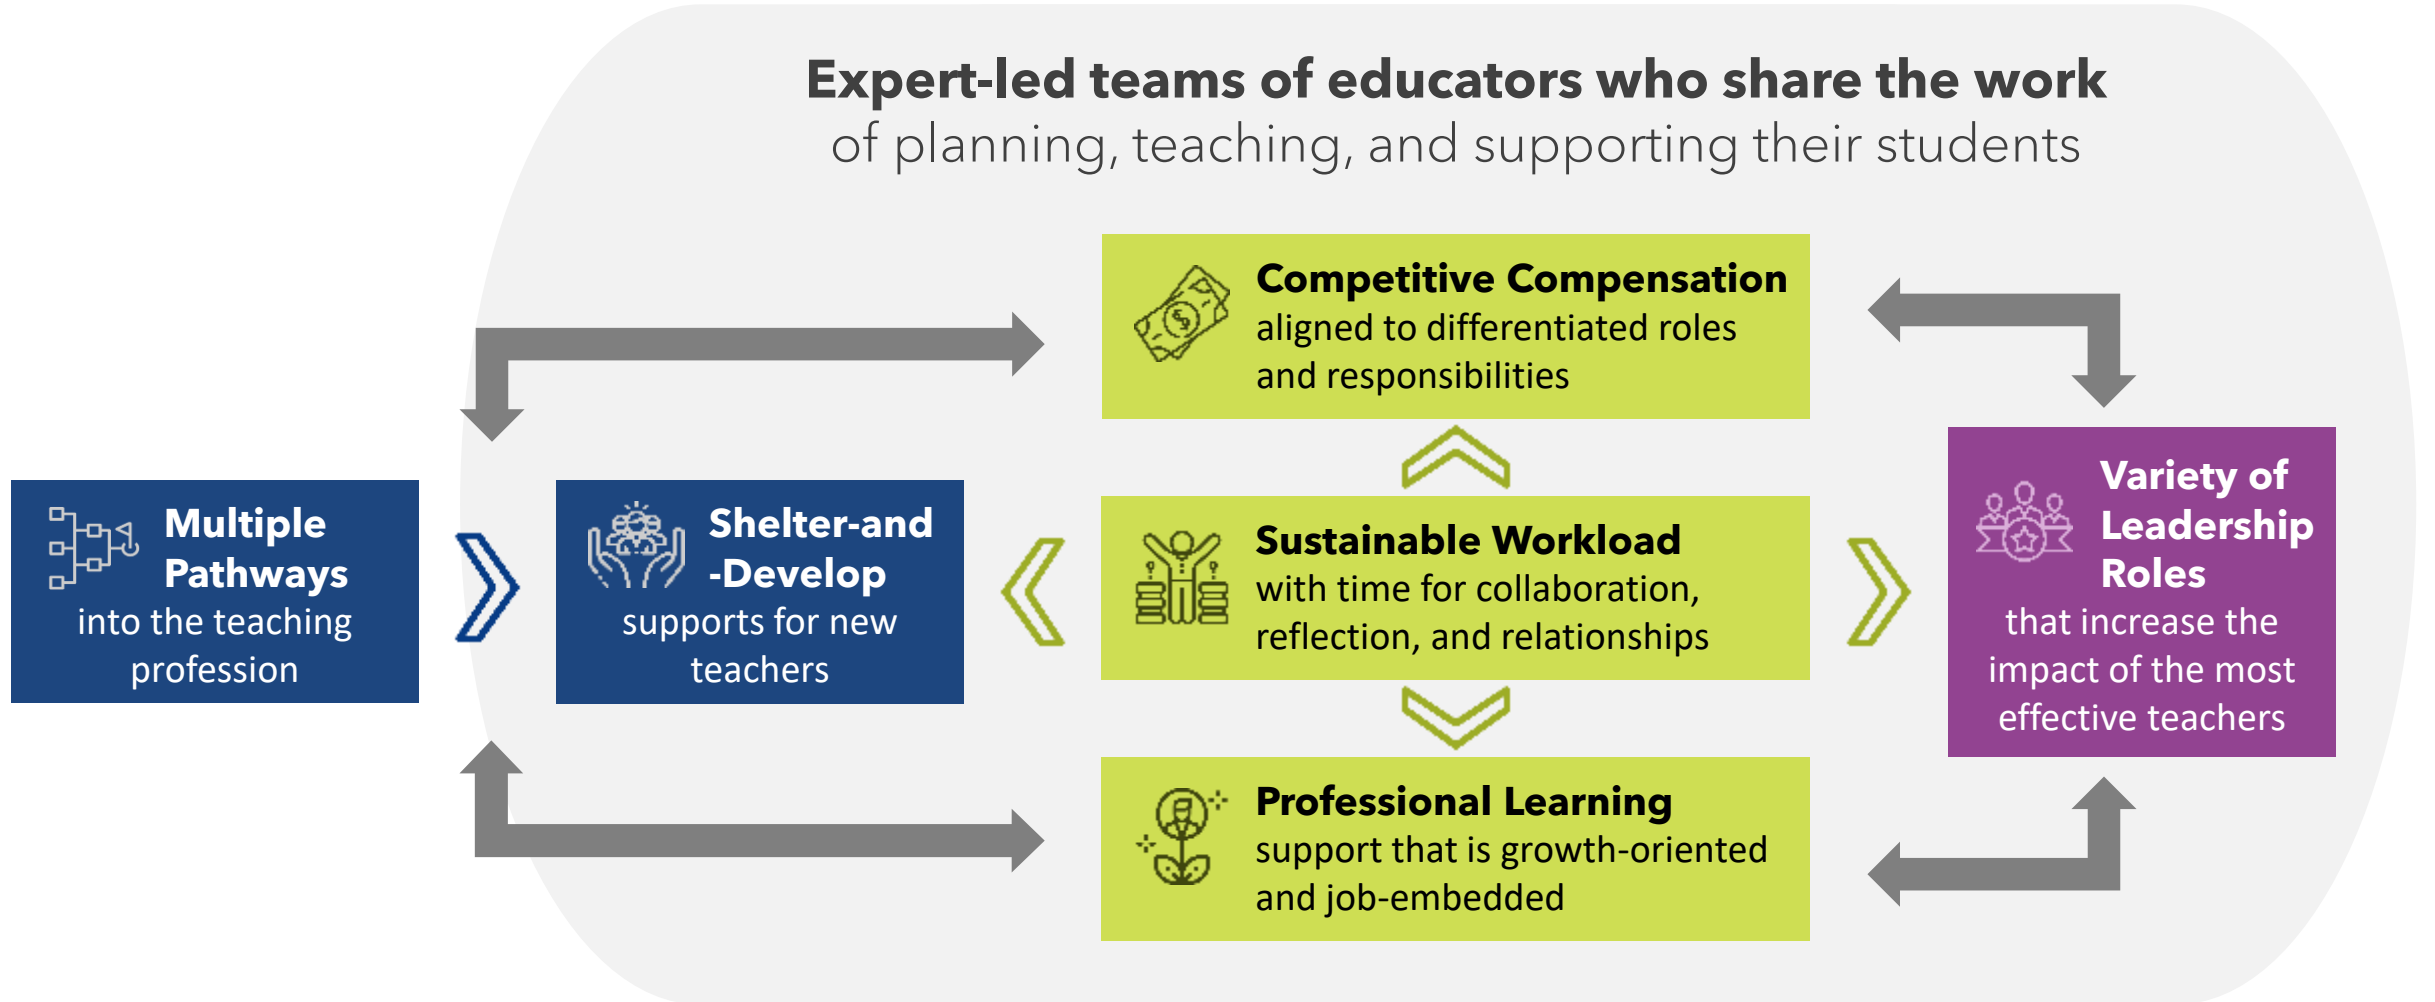 Expert-led teams of educators who share the work
of planning, teaching, and supporting their students
Multiple
Pathways
into the teaching
profession
Shelter-and
-Develop
supports for new
teachers
Competitive Compensation
aligned to differentiated roles
and responsibilities
Sustainable Workload
with time for collaboration,
reflection, and relationships
Professional Learning
support that is growth-oriented
and job-embedded
Variety of
Leadership
Roles
that increase the
impact of the most
effective teachers